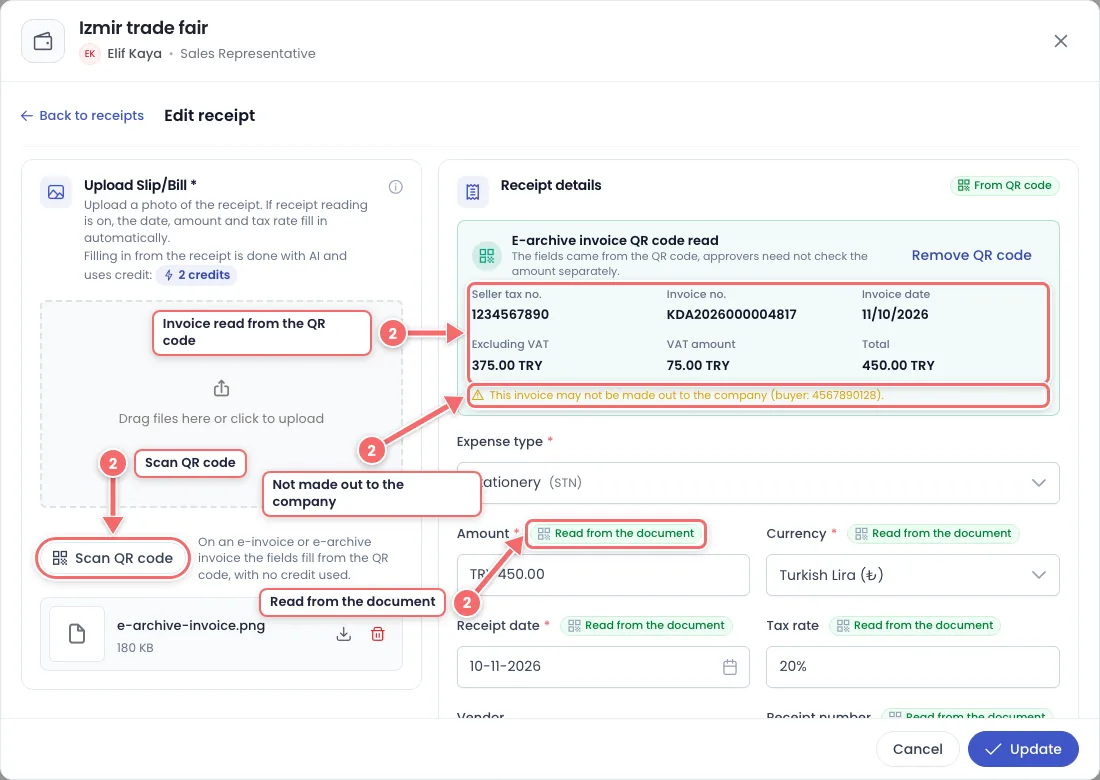 Izmir trade fair
EK Elif Kaya • Sales Representative
Back to receipts
Edit receipt
Upload Slip/Bill *
Upload a photo of the receipt. If receipt reading
is on, the date, amount and tax rate fill in
automatically.
Filling in from the receipt is done with AI and
uses credit: 2 credits
Invoice read from the QR
code
2
Drag files here or click to upload
2
Scan QR code
2
Not made out to the
company
Scan QR code
On an e-invoice or e-archive
invoice the fields fill from the QR
code, with no credit used.
Read from the document
2
e-archive-invoice.png
180 KB
Receipt details
From QR code
E-archive invoice QR code read
The fields came from the QR code, approvers need not check the
amount separately.
Remove QR code
Seller tax no. Invoice no. Invoice date
1234567890 KDA2026000004817 11/10/2026
Excluding VAT VAT amount Total
375.00 TRY 75.00 TRY 450.00 TRY
This invoice may not be made out to the company (buyer: 4567890128).
Expense type *
tationery (STN)
Amount * Read from the document
Currency * Read from the document
450.00
Turkish Lira (₺)
Receipt date * Read from the document
Tax rate Read from the document
10-11-2026
20%
Vendor
Receipt number Read from the document
Cancel
Update